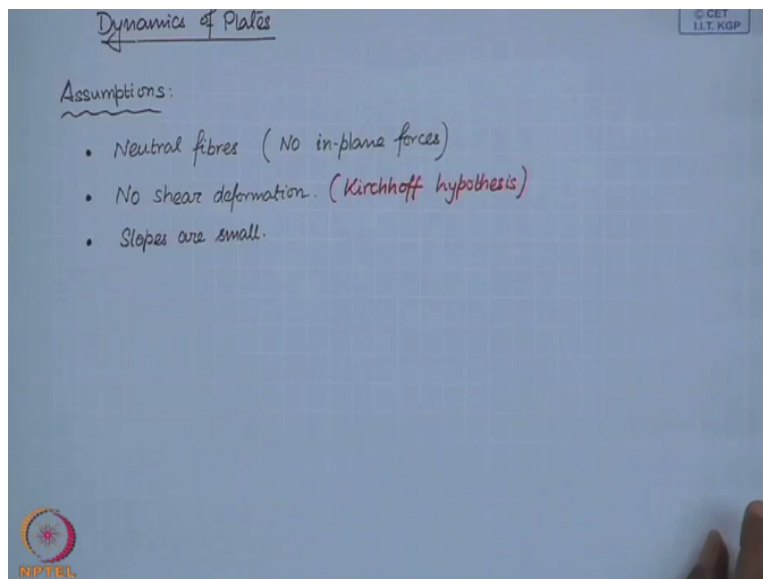 Dynamics of Plates
© CET
I.I.T. KGP
Assumptions:
• Neutral fibres (No in-plane forces)
• No shear deformation. (Kirchhoff hypothesis)
• Slopes are small.
NPTEL